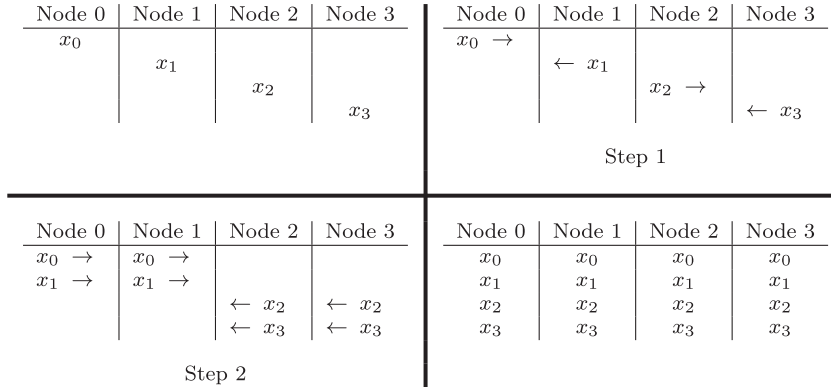 Node 0 Node 1 Node 2 Node 3
x₀
x₁
x₂
x₃
Node 0 Node 1 Node 2 Node 3
x₀ →
← x₁
x₂ →
← x₃
Step 1
Node 0 Node 1 Node 2 Node 3
x₀ → x₀ →
x₁ → x₁ →
← x₂ ← x₂
← x₃ ← x₃
Step 2
Node 0 Node 1 Node 2 Node 3
x₀ x₀ x₀ x₀
x₁ x₁ x₁ x₁
x₂ x₂ x₂ x₂
x₃ x₃ x₃ x₃